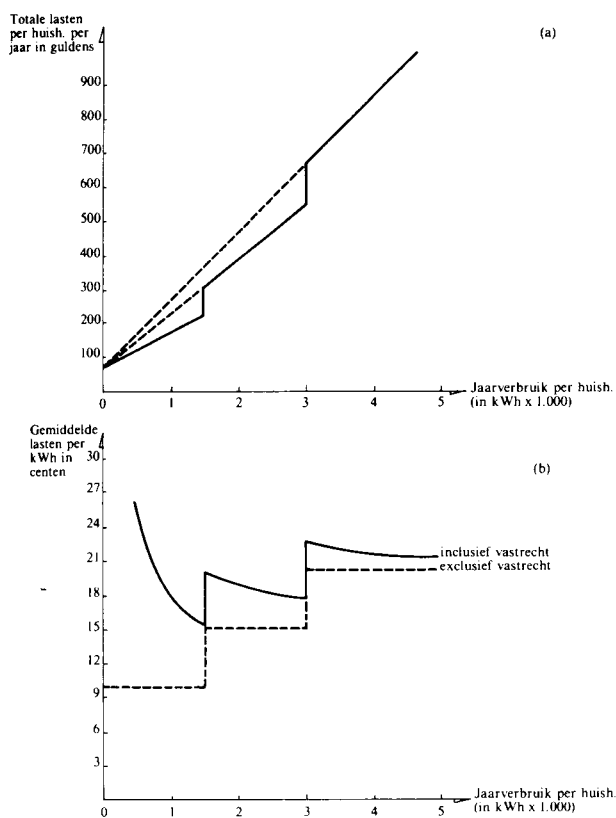 Totale lasten
per huish. per
jaar in guldens
(a)
900
800
700
600
500
400
300
200
100
0 1 2 3 4 5
Jaarverbruik per huish.
(in kWh x 1.000)
Gemiddelde
lasten per
kWh in
centen
(b)
30
27
24
21
18
15
12
9
6
3
inclusief vastrecht
exclusief vastrecht
0 1 2 3 4 5
Jaarverbruik per huish.
(in kWh x 1.000)